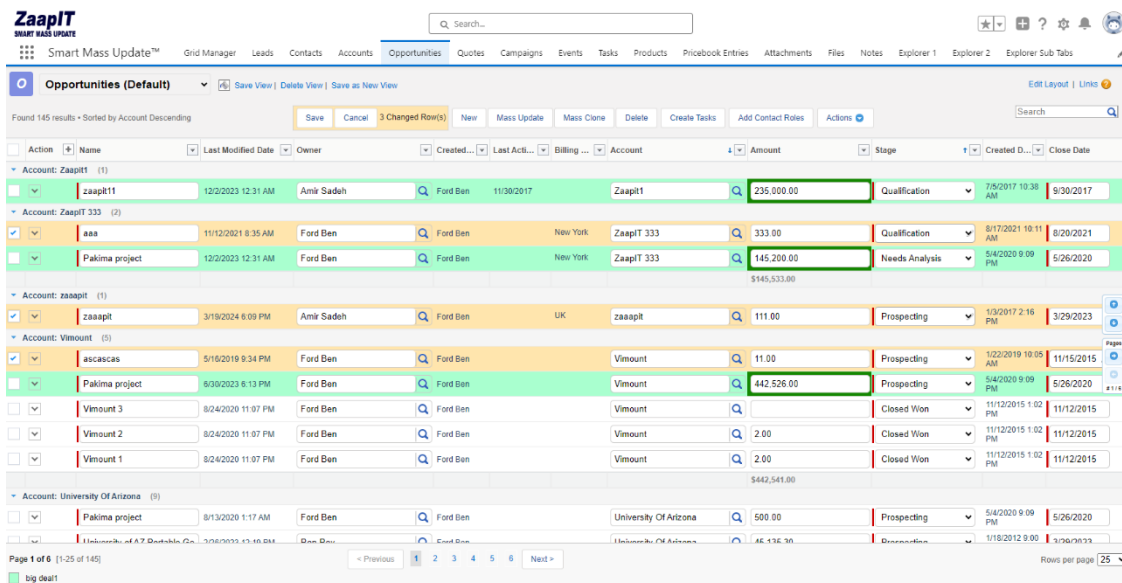 ZaapIT
SMART MASS UPDATE
Search...
Smart Mass Update™ Grid Manager Leads Contacts Accounts Opportunities Quotes Campaigns Events Tasks Products Pricebook Entries Attachments Files Notes Explorer 1 Explorer 2 Explorer Sub Tabs
O Opportunities (Default) Save View | Delete View | Save as New View Edit Layout | Links
Found 145 results • Sorted by Account Descending Save Cancel 3 Changed Row(s) New Mass Update Mass Clone Delete Create Tasks Add Contact Roles Actions Search
Action Name Last Modified Date Owner Created... Last Acti... Billing ... Account Amount Stage Created D... Close Date
Account: Zaapit1 (1)
zaapit11 12/2/2023 12:31 AM Amir Sadeh Ford Ben 11/30/2017 Zaapit1 235,000.00 Qualification 7/5/2017 10:38 AM 9/30/2017
Account: ZaapIT 333 (2)
aaa 11/12/2021 8:35 AM Ford Ben Ford Ben New York ZaapIT 333 333.00 Qualification 8/17/2021 10:11 AM 8/20/2021
Pakima project 12/2/2023 12:31 AM Ford Ben Ford Ben New York ZaapIT 333 145,200.00 Needs Analysis 5/4/2020 9:09 PM 5/26/2020
$145,533.00
Account: zaaapit (1)
zaaapit 3/19/2024 6:09 PM Amir Sadeh Ford Ben UK zaaapit 111.00 Prospecting 1/3/2017 2:16 PM 3/29/2023
Account: Vimount (5)
Pages
ascascas 5/16/2019 9:34 PM Ford Ben Ford Ben Vimount 11.00 Prospecting 1/22/2019 10:05 AM 11/15/2015
Pakima project 6/30/2023 6:13 PM Ford Ben Ford Ben Vimount 442,526.00 Prospecting 5/4/2020 9:09 PM 5/26/2020
Vimount 3 8/24/2020 11:07 PM Ford Ben Ford Ben Vimount Closed Won 11/12/2015 1:02 PM 11/12/2015
Vimount 2 8/24/2020 11:07 PM Ford Ben Ford Ben Vimount 2.00 Closed Won 11/12/2015 1:02 PM 11/12/2015
Vimount 1 8/24/2020 11:07 PM Ford Ben Ford Ben Vimount 2.00 Closed Won 11/12/2015 1:02 PM 11/12/2015
$442,541.00
Account: University Of Arizona (9)
Pakima project 8/13/2020 1:17 AM Ford Ben Ford Ben University Of Arizona 500.00 Prospecting 5/4/2020 9:09 PM 5/26/2020
1/18/2012 9:00
Page 1 of 6 [1-25 of 145] < Previous 1 2 3 4 5 6 Next > Rows per page 25
big deal1